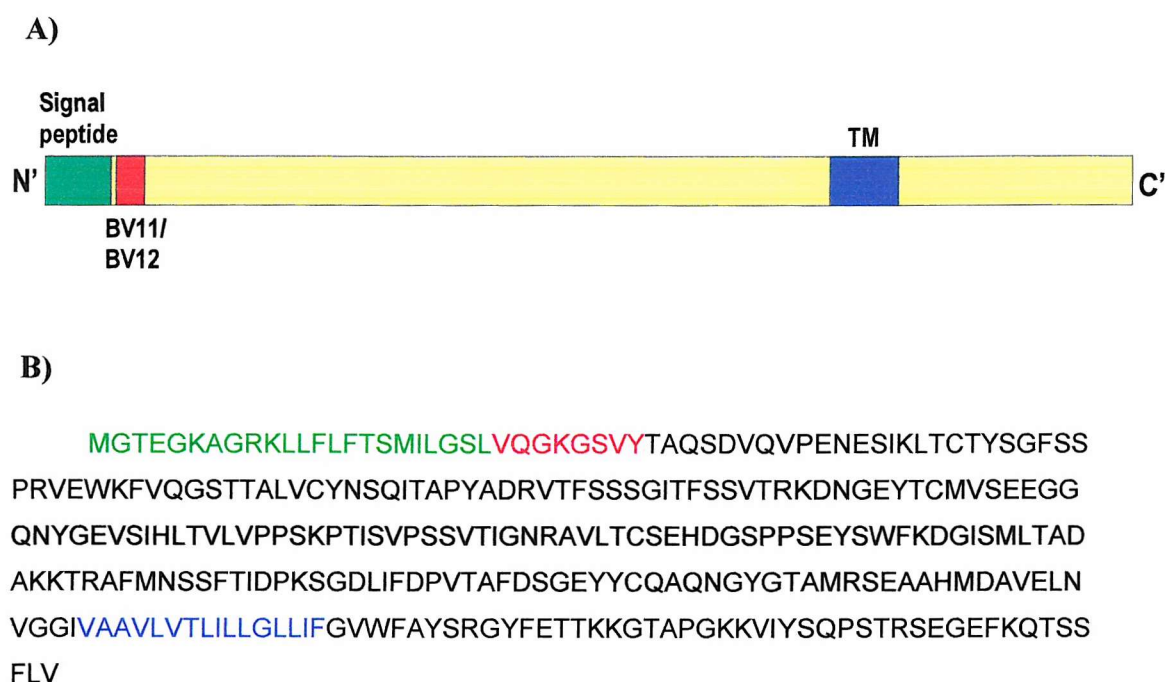 A)
Signal
peptide
TM
N'
C'
BV11/
BV12
B)
MGTEGKAGRKLLFLFTSMILGSLVQGKGSVYTAQSDVQVPENESIKLTCTYSGFSS
PRVEWKFVQGSTTALVCYNSQITAPYADRVTFSSSGITFSSVTRKDNGEYTCMVSEEGG
QNYGEVSIHLTVLVPPSKPTISVPSSVTIGNRAVLTCSEHDGSPPSEYSWFKDGISMLTAD
AKKTRAFMNSSFTIDPKSGDLIFDPVTAFDSGEYYCQAQNGYGTAMRSEAAHMDAVELN
VGGIVAAVLVTLILLGLLIFGVWFAYSRGYFETTKKGTAPGKKVIYSQPSTRSEGEFKQTSS
FLV